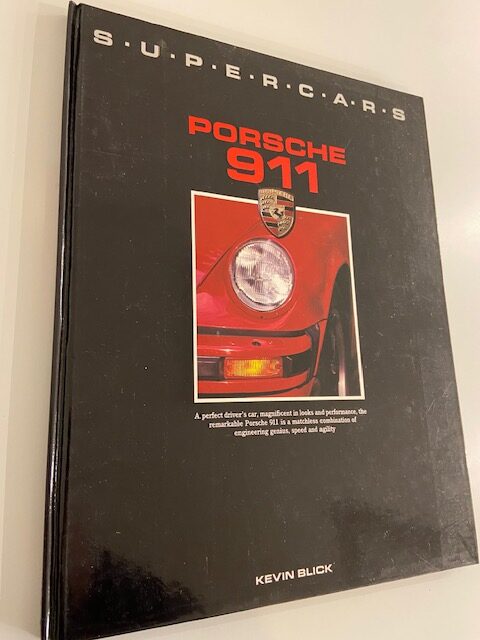 S·U·P·E·R·C·A·R·S
PORSCHE
911
A perfect driver's car, magnificent in looks and performance, the
remarkable Porsche 911 is a matchless combination of
engineering genius, speed and agility
KEVIN BLICK